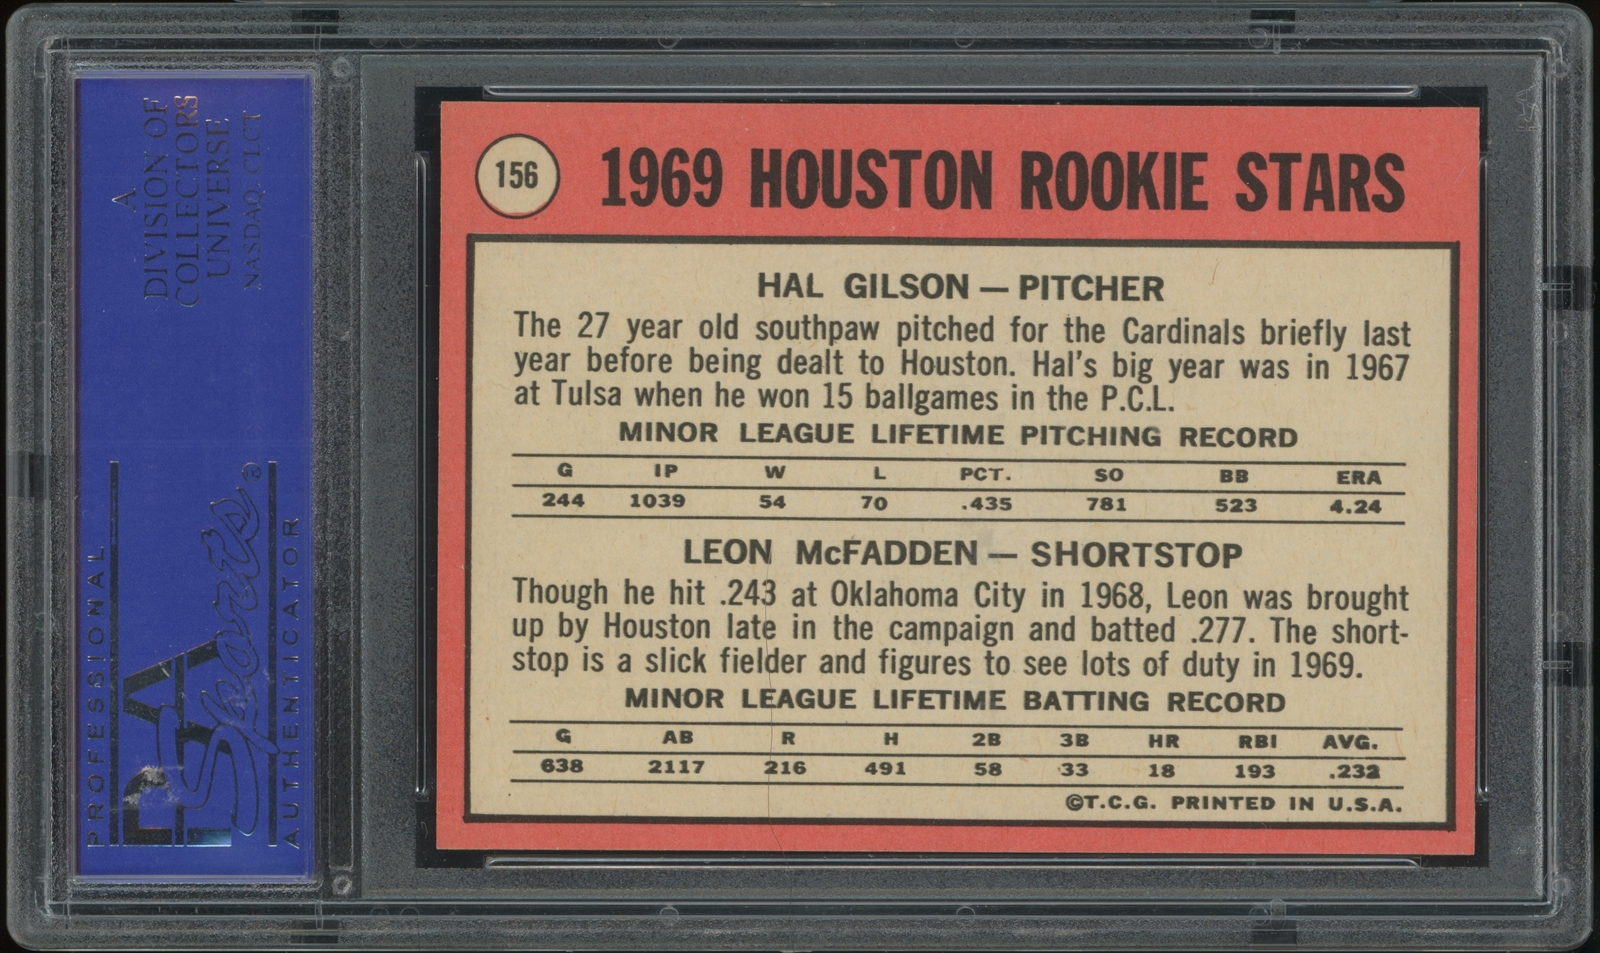 A
DIVISION OF
COLLECTORS
UNIVERSE
NASDAQ CLCT
PROFESSIONAL
PSA
Sports
AUTHENTICATOR
156
1969 HOUSTON ROOKIE STARS
HAL GILSON — PITCHER
The 27 year old southpaw pitched for the Cardinals briefly last
year before being dealt to Houston. Hal's big year was in 1967
at Tulsa when he won 15 ballgames in the P.C.L.
MINOR LEAGUE LIFETIME PITCHING RECORD
G IP W L PCT. SO BB ERA
244 1039 54 70 .435 781 523 4.24
LEON McFADDEN — SHORTSTOP
Though he hit .243 at Oklahoma City in 1968, Leon was brought
up by Houston late in the campaign and batted .277. The short-
stop is a slick fielder and figures to see lots of duty in 1969.
MINOR LEAGUE LIFETIME BATTING RECORD
G AB R H 2B 3B HR RBI AVG.
638 2117 216 491 58 33 18 193 .232
©T.C.G. PRINTED IN U.S.A.